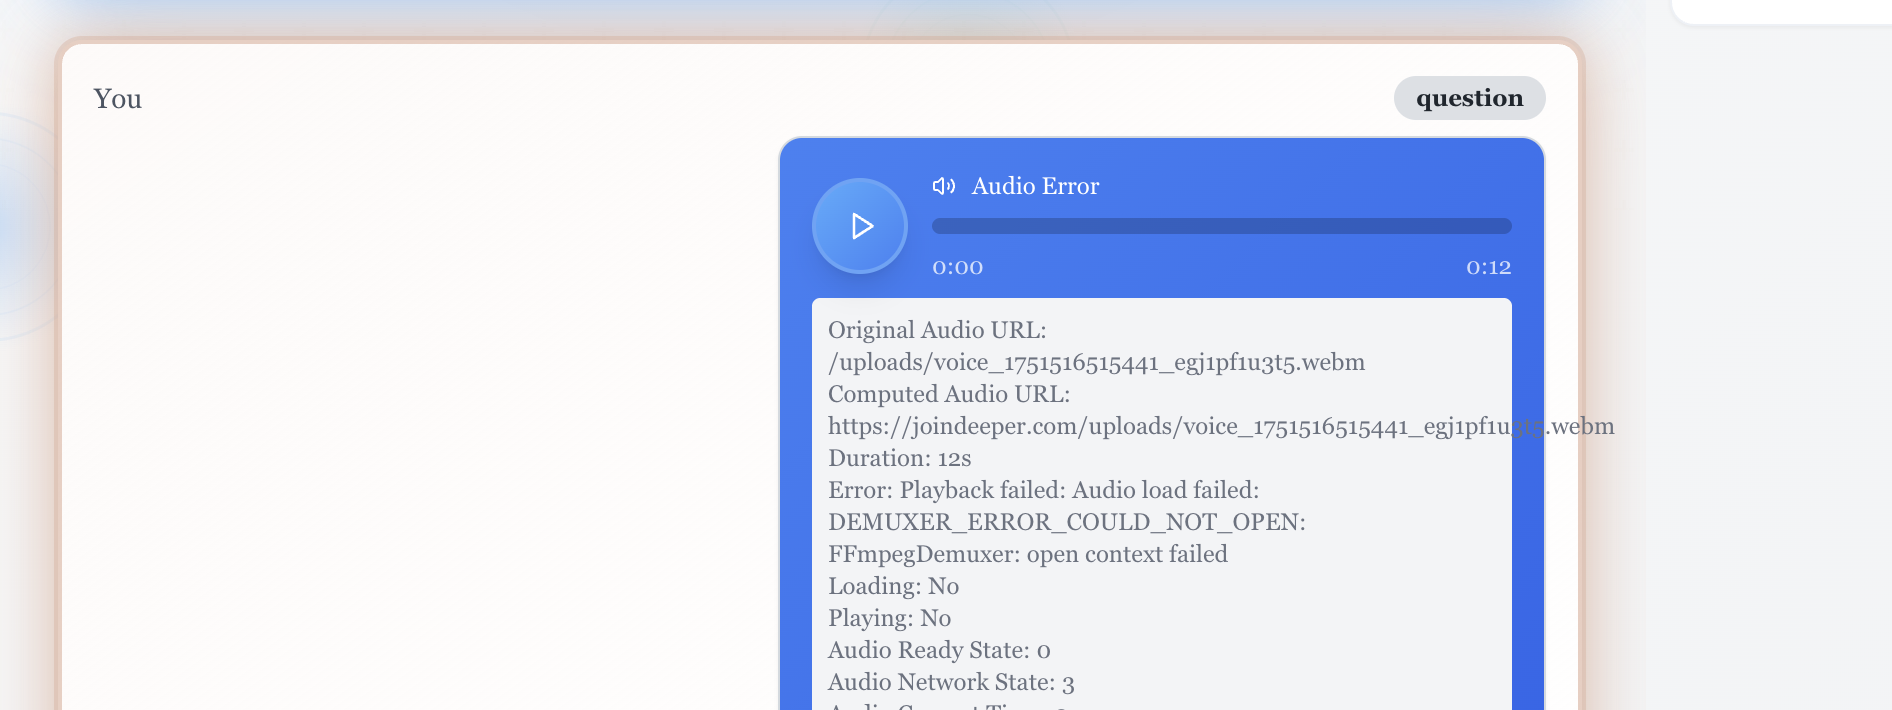 You
question
Audio Error
0:00
0:12
Original Audio URL:
/uploads/voice_1751516515441_egj1pf1u3t5.webm
Computed Audio URL:
https://joindeeper.com/uploads/voice_1751516515441_egj1pf1u3t5.webm
Duration: 12s
Error: Playback failed: Audio load failed:
DEMUXER_ERROR_COULD_NOT_OPEN:
FFmpegDemuxer: open context failed
Loading: No
Playing: No
Audio Ready State: 0
Audio Network State: 3